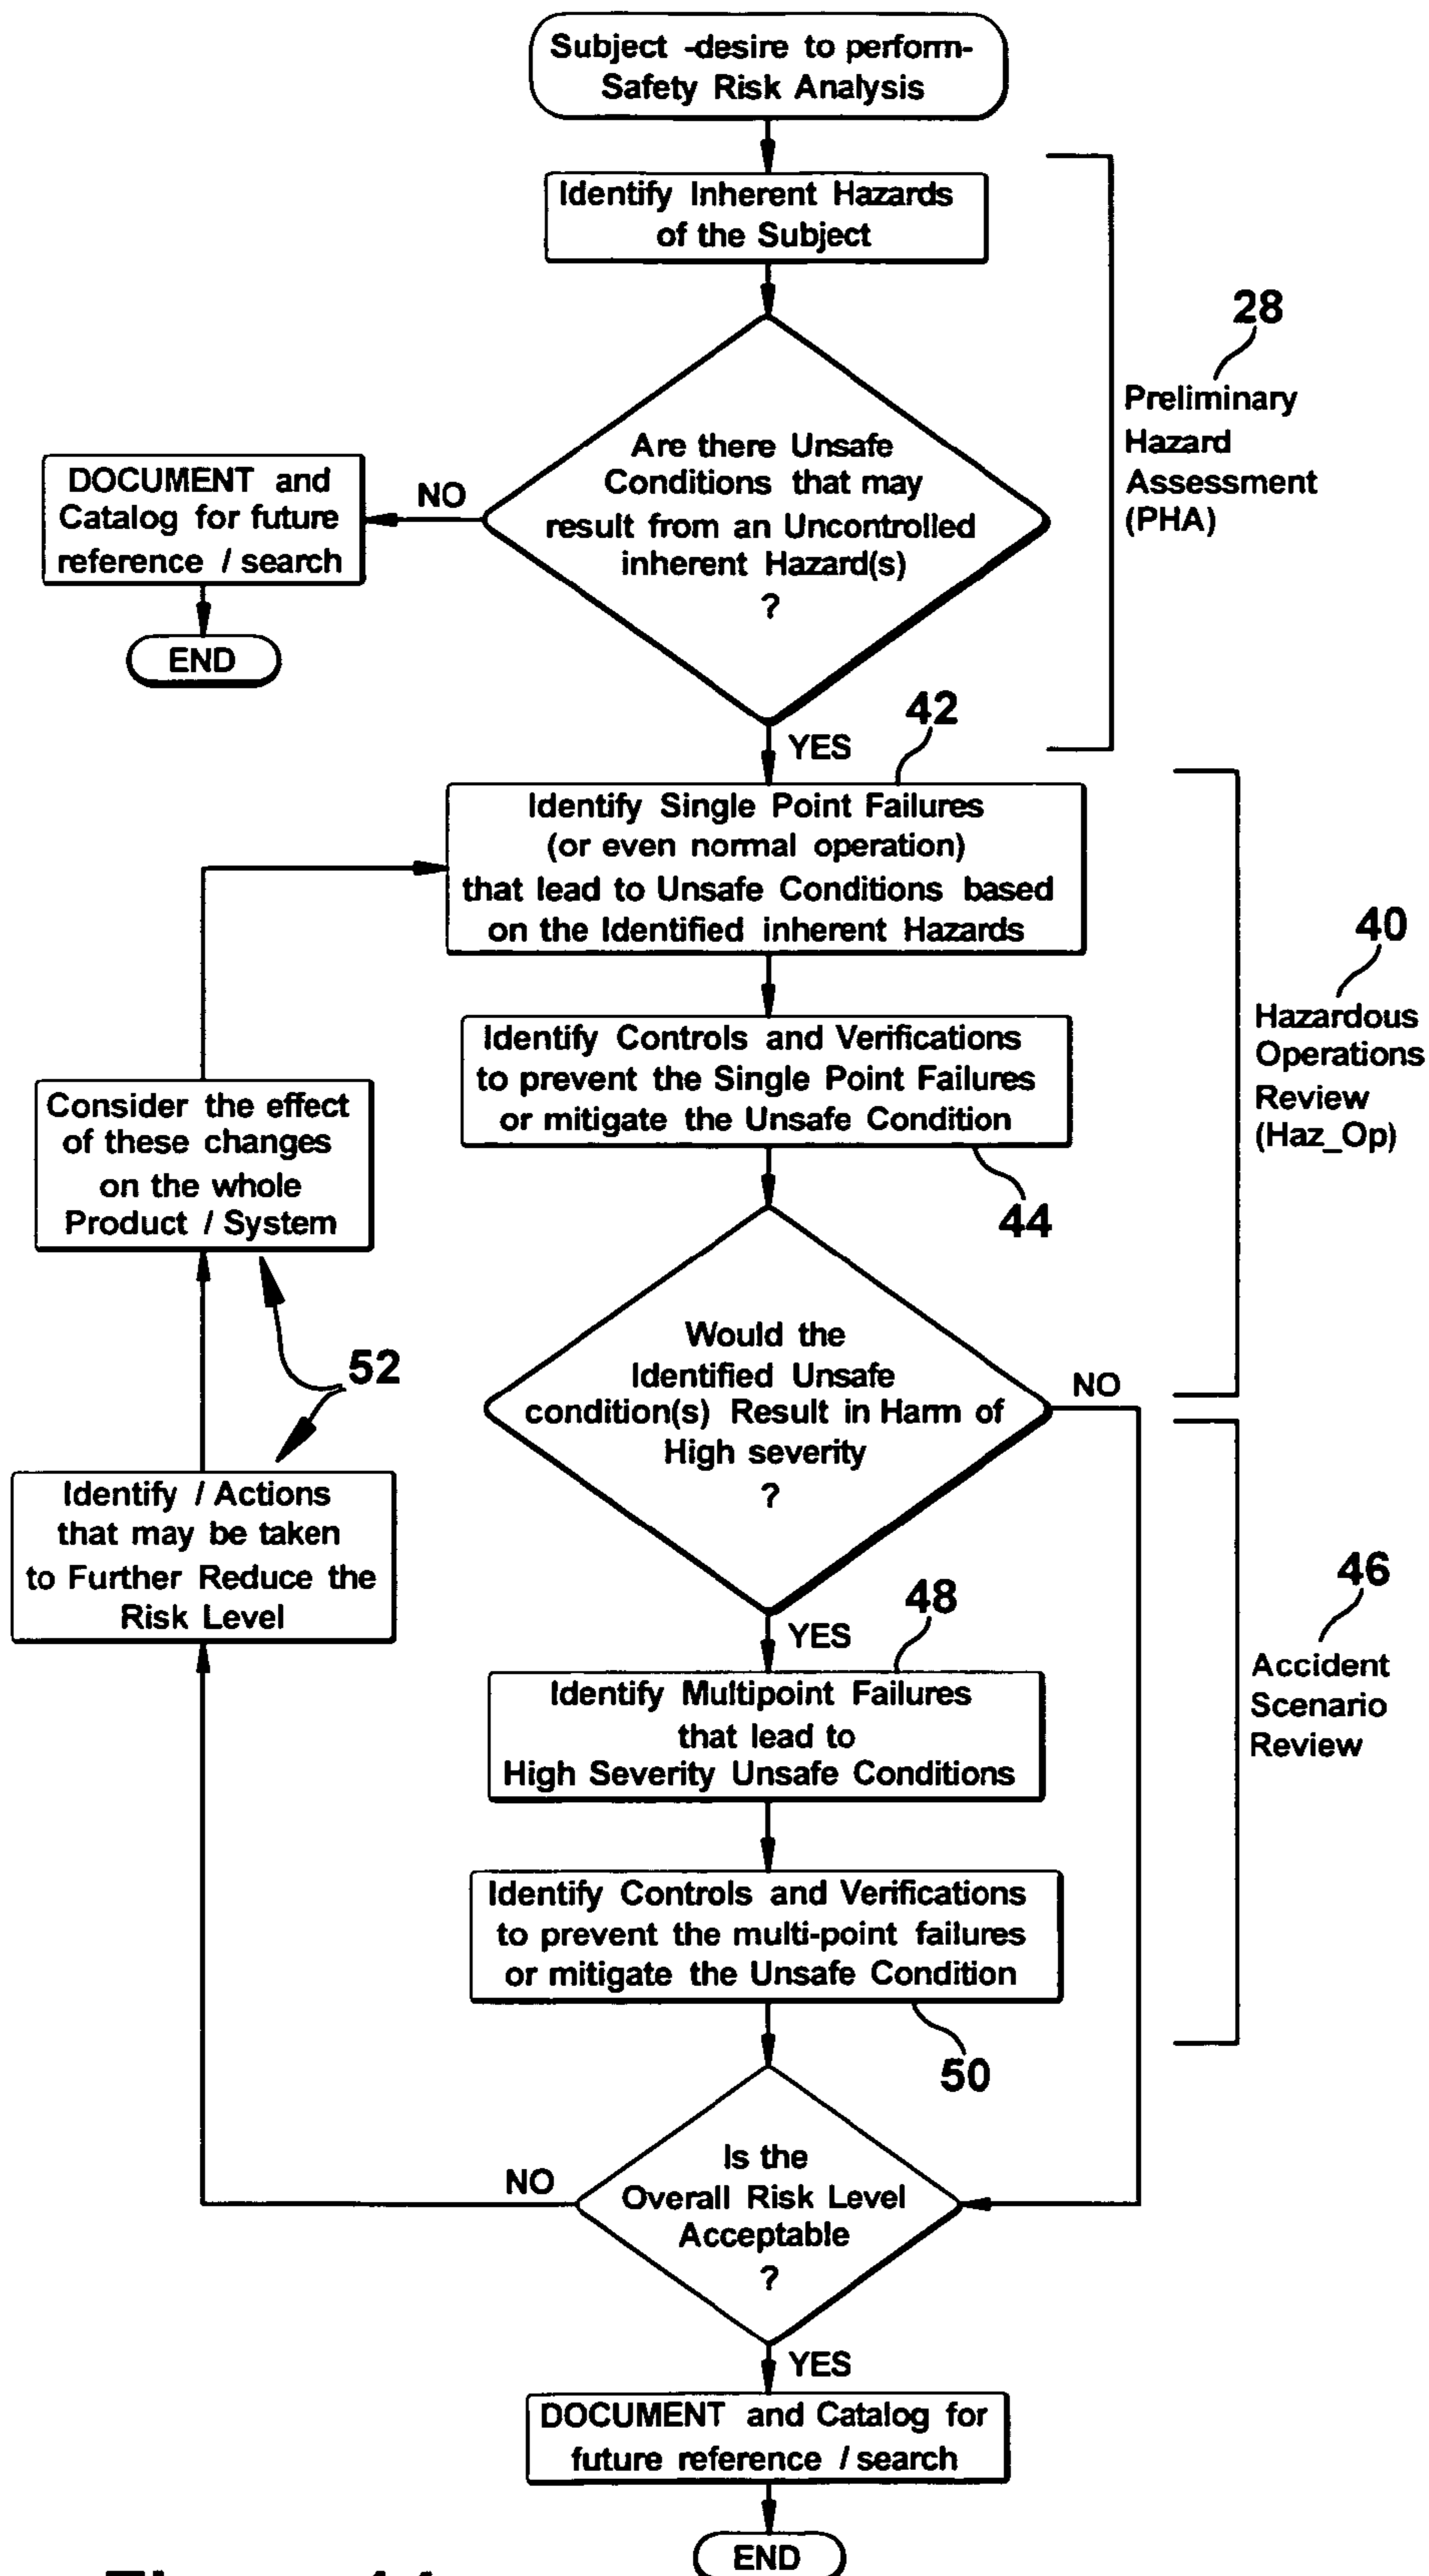 Subject -desire to perform-
Safety Risk Analysis
Identify Inherent Hazards
of the Subject
28
Preliminary
Hazard
Assessment
(PHA)
Are there Unsafe
Conditions that may
result from an Uncontrolled
inherent Hazard(s)
?
NO
DOCUMENT and
Catalog for future
reference / search
END
YES
42
Identify Single Point Failures
(or even normal operation)
that lead to Unsafe Conditions based
on the Identified inherent Hazards
40
Hazardous
Operations
Review
(Haz_Op)
Identify Controls and Verifications
to prevent the Single Point Failures
or mitigate the Unsafe Condition
44
Consider the effect
of these changes
on the whole
Product / System
52
Would the
Identified Unsafe
condition(s) Result in Harm of
High severity
?
NO
Identify / Actions
that may be taken
to Further Reduce the
Risk Level
YES
48
46
Accident
Scenario
Review
Identify Multipoint Failures
that lead to
High Severity Unsafe Conditions
Identify Controls and Verifications
to prevent the multi-point failures
or mitigate the Unsafe Condition
50
Is the
Overall Risk Level
Acceptable
?
NO
YES
DOCUMENT and Catalog for
future reference / search
END